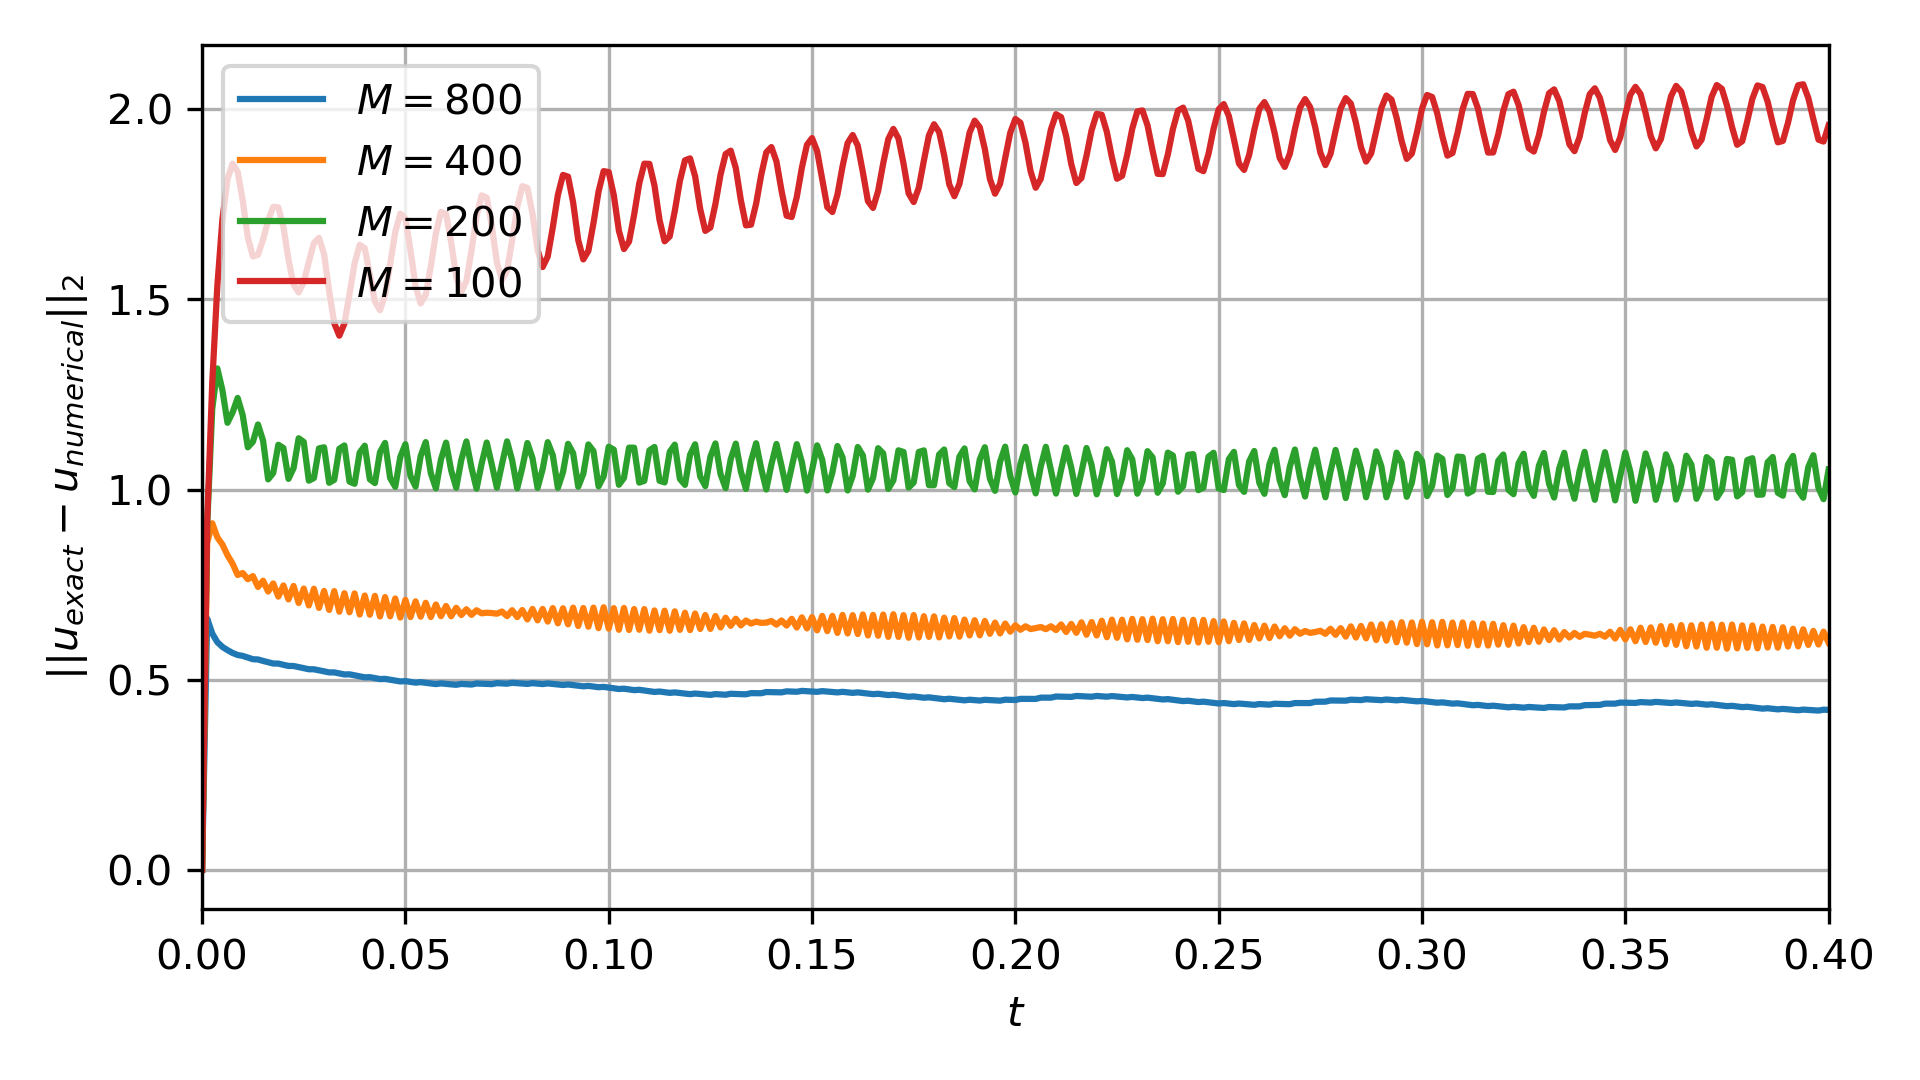 M = 800
M = 400
M = 200
M = 100
||u_exact − u_numerical||_2
2.0
1.5
1.0
0.5
0.0
0.00 0.05 0.10 0.15 0.20 0.25 0.30 0.35 0.40
t